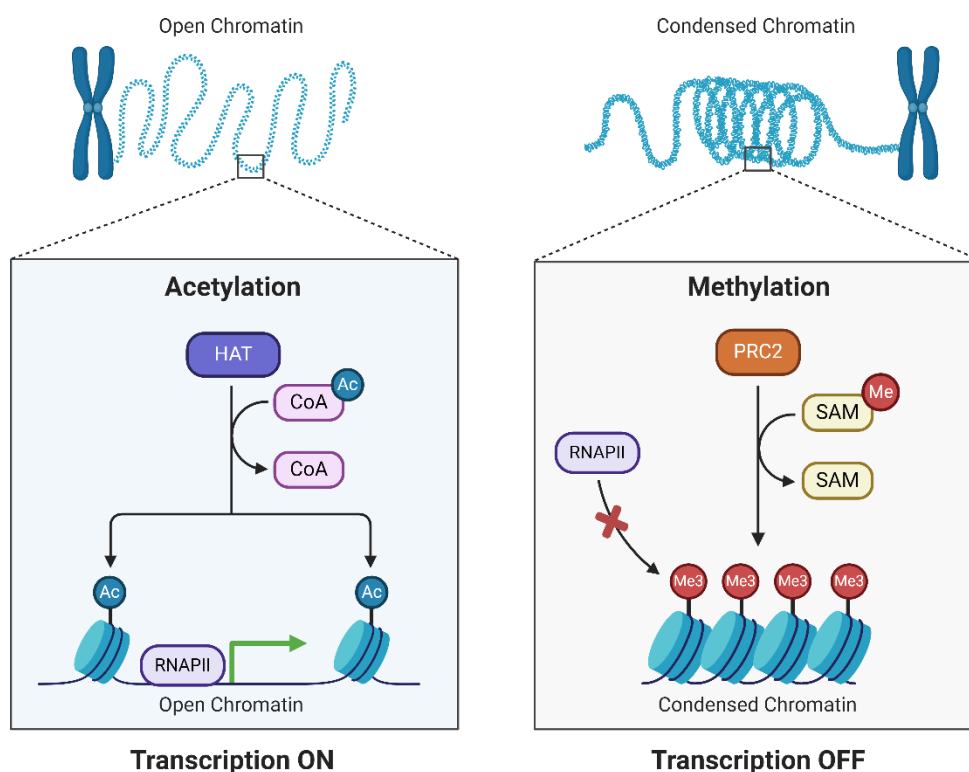 Open Chromatin
Condensed Chromatin
Acetylation
HAT
Ac
CoA
CoA
Ac
Ac
RNAPII
Open Chromatin
Transcription ON
Methylation
PRC2
Me
SAM
RNAPII
SAM
Me3
Me3
Me3
Me3
Condensed Chromatin
Transcription OFF